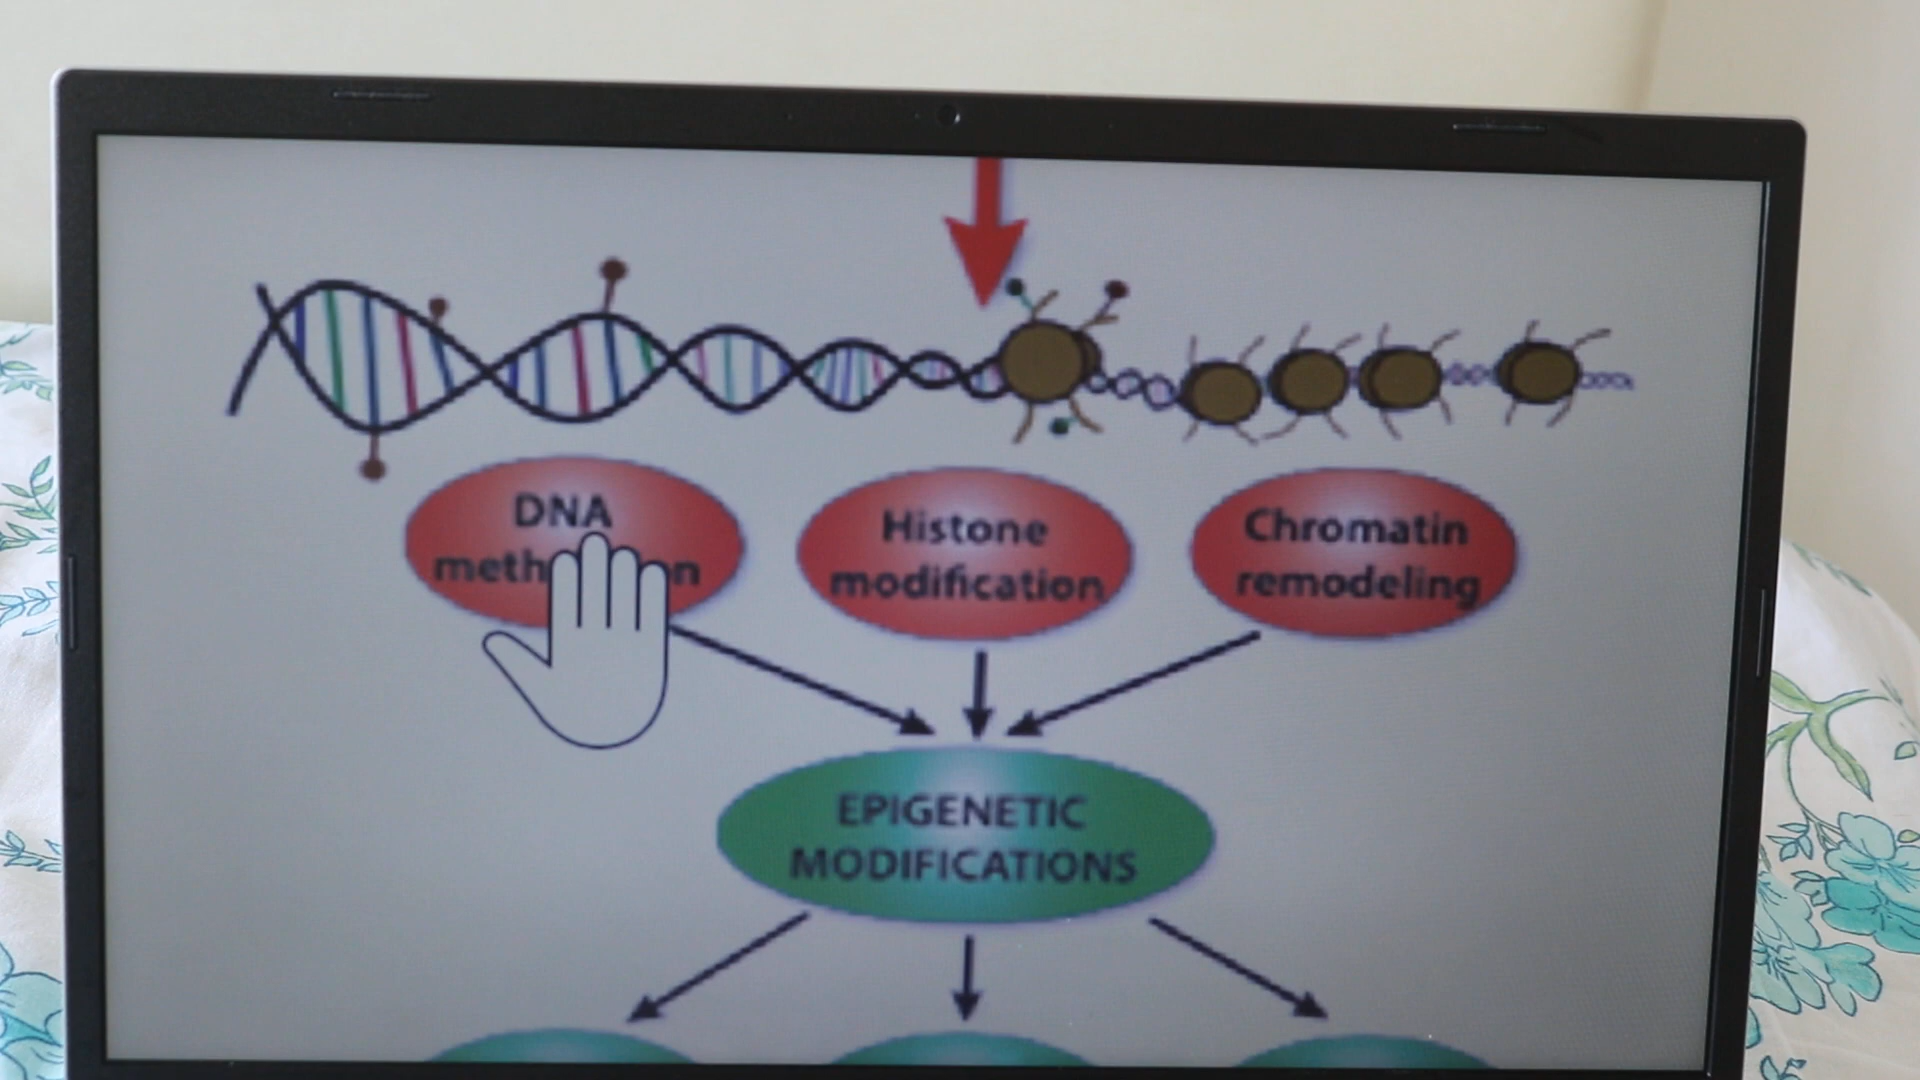 DNA
Histone
modification
Chromatin
remodeling
EPIGENETIC
MODIFICATIONS